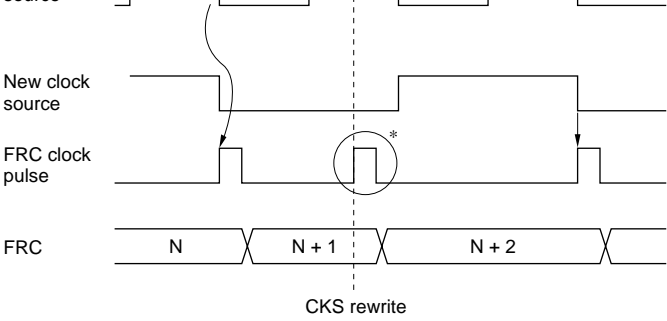 source
New clock
source
*
FRC clock
pulse
FRC
N
N + 1
N + 2
CKS rewrite